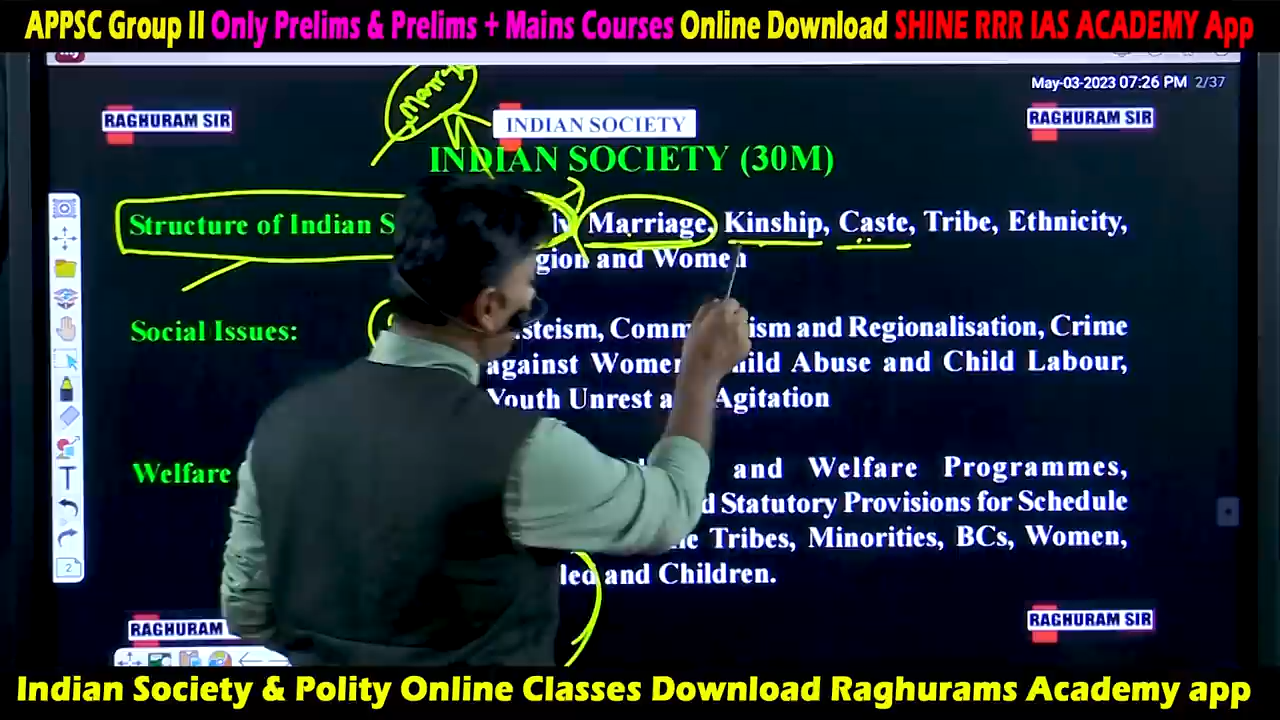 APPSC Group II Only Prelims & Prelims + Mains Courses Online Download SHINE RRR IAS ACADEMY App
May-03-2023 07:26 PM 2/37
RAGHURAM SIR
INDIAN SOCIETY
RAGHURAM SIR
INDIAN SOCIETY (30M)
Structure of Indian S Marriage, Kinship, Caste, Tribe, Ethnicity,
gion and Women
Social Issues: steism, Comm ism and Regionalisation, Crime
against Women hild Abuse and Child Labour,
Youth Unrest a Agitation
Welfare and Welfare Programmes,
d Statutory Provisions for Schedule
Tribes, Minorities, BCs, Women,
led and Children.
T
2
RAGHURAM
RAGHURAM SIR
Indian Society & Polity Online Classes Download Raghurams Academy app